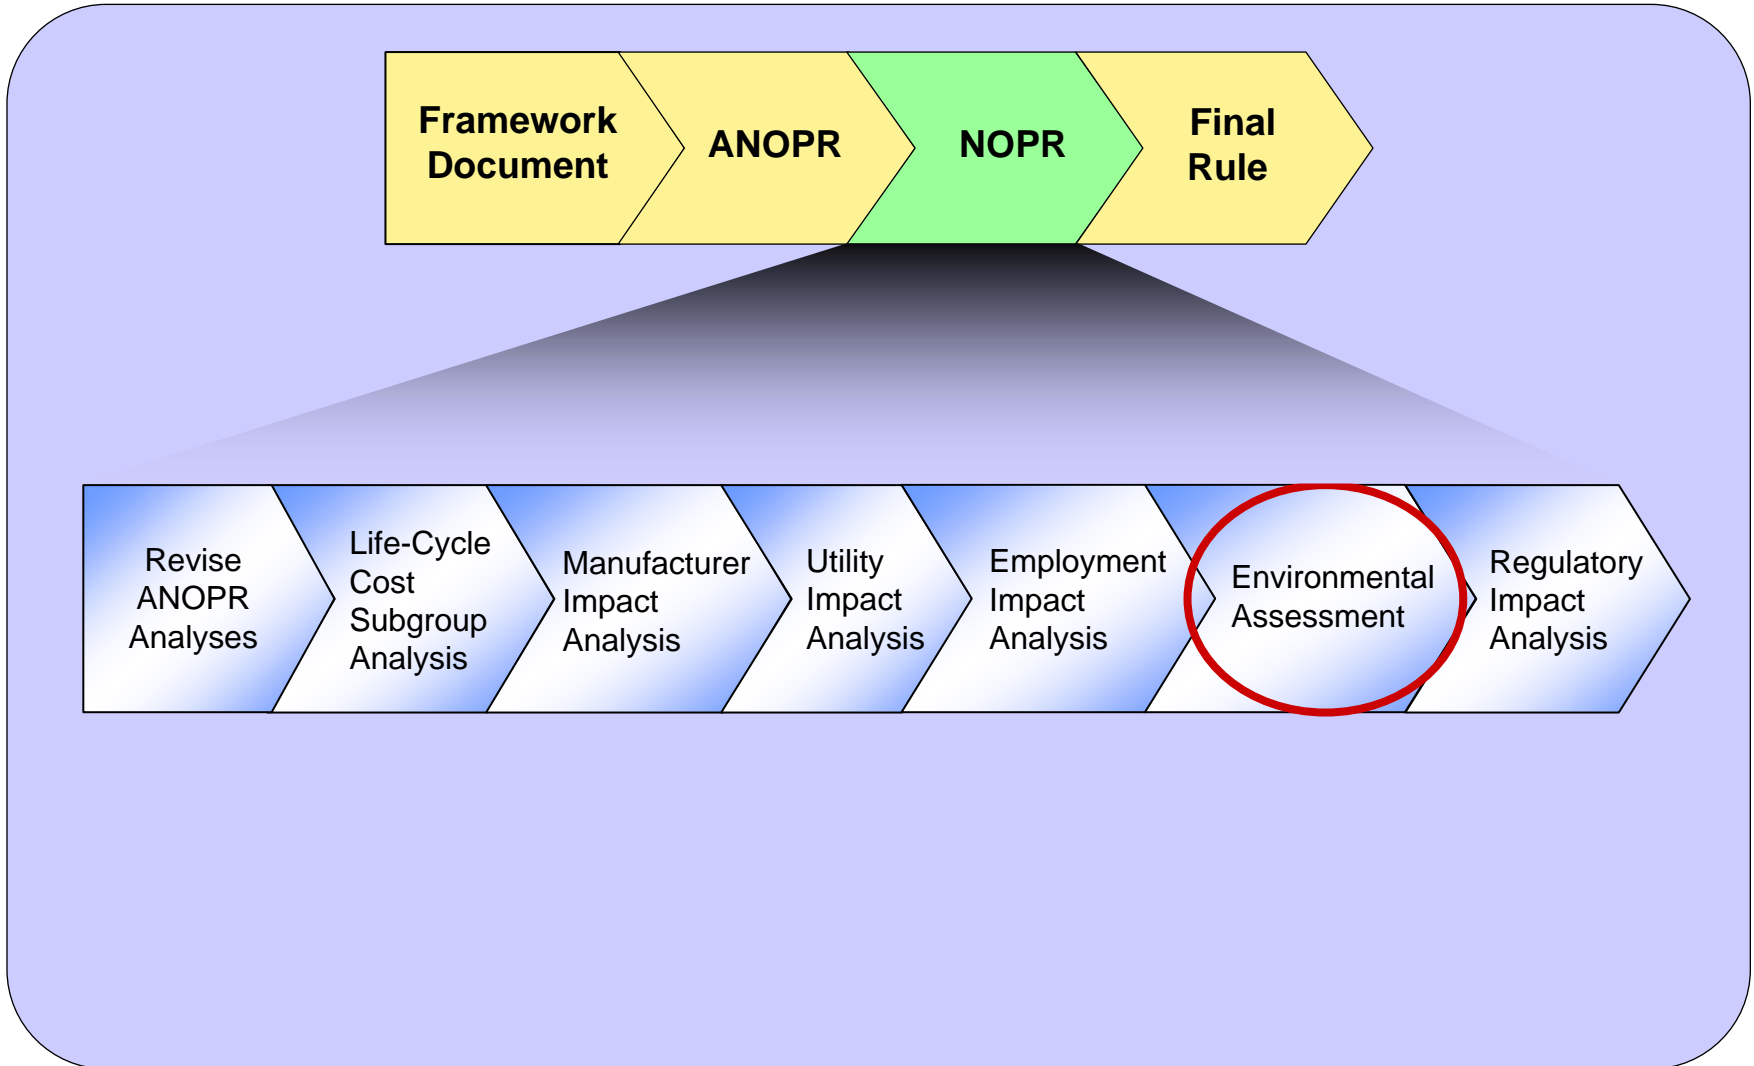 Framework
Document
ANOPR
NOPR
Final
Rule
Revise
ANOPR
Analyses
Life-Cycle
Cost
Subgroup
Analysis
Manufacturer
Impact
Analysis
Utility
Impact
Analysis
Employment
Impact
Analysis
Environmental
Assessment
Regulatory
Impact
Analysis